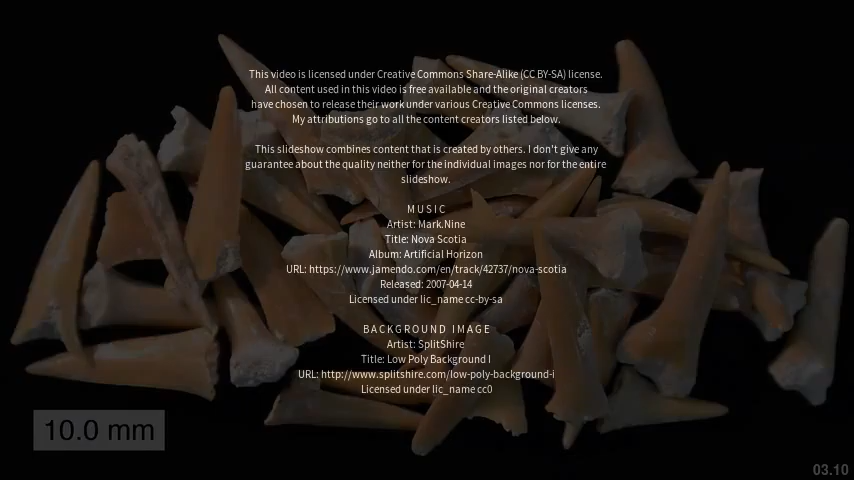 This video is licensed under Creative Commons Share-Alike (CC BY-SA) license.
All content used in this video is free available and the original creators
have chosen to release their work under various Creative Commons licenses.
My attributions go to all the content creators listed below.
This slideshow combines content that is created by others. I don't give any
guarantee about the quality neither for the individual images nor for the entire
slideshow.
MUSIC
Artist: Mark.Nine
Title: Nova Scotia
Album: Artificial Horizon
URL: https://www.jamendo.com/en/track/42737/nova-scotia
Released: 2007-04-14
Licensed under lic_name cc-by-sa
BACKGROUND IMAGE
Artist: SplitShire
Title: Low Poly Background I
URL: http://www.splitshire.com/low-poly-background-i
Licensed under lic_name cc0
10.0 mm
03.10